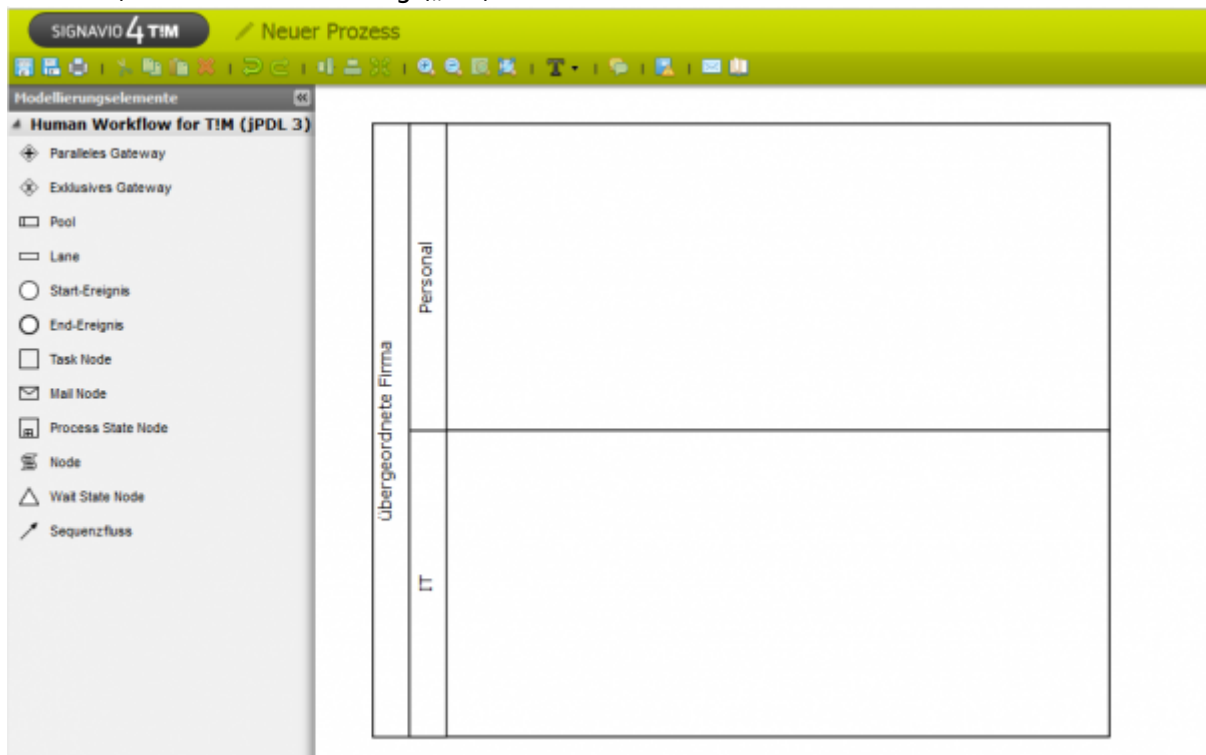 SIGNAVIO 4 T!M
Neuer Prozess
T
Modellierungselemente
Human Workflow for T!M (jPDL 3)
Paralleles Gateway
Exklusives Gateway
Pool
Lane
Start-Ereignis
End-Ereignis
Task Node
Mail Node
Process State Node
Node
Wait State Node
Sequenzfluss
übergeordnete Firma
Personal
IT